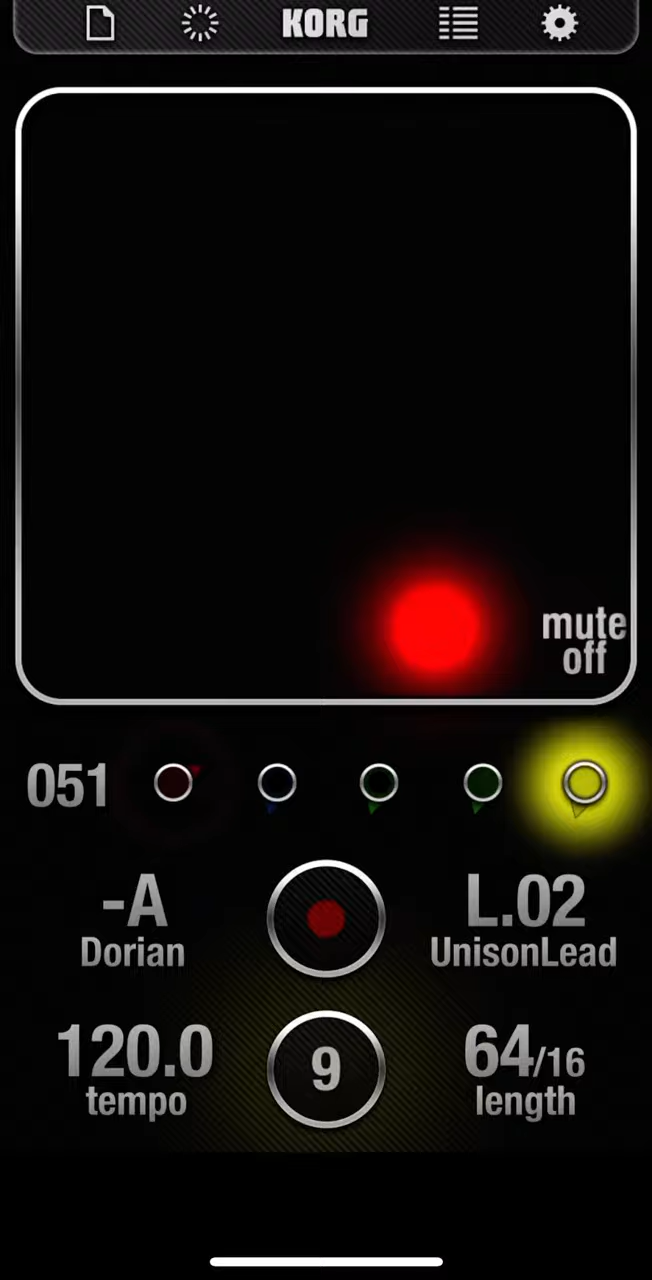 KORG
mute
off
051
-A
Dorian
L.02
UnisonLead
120.0
tempo
9
64/16
length